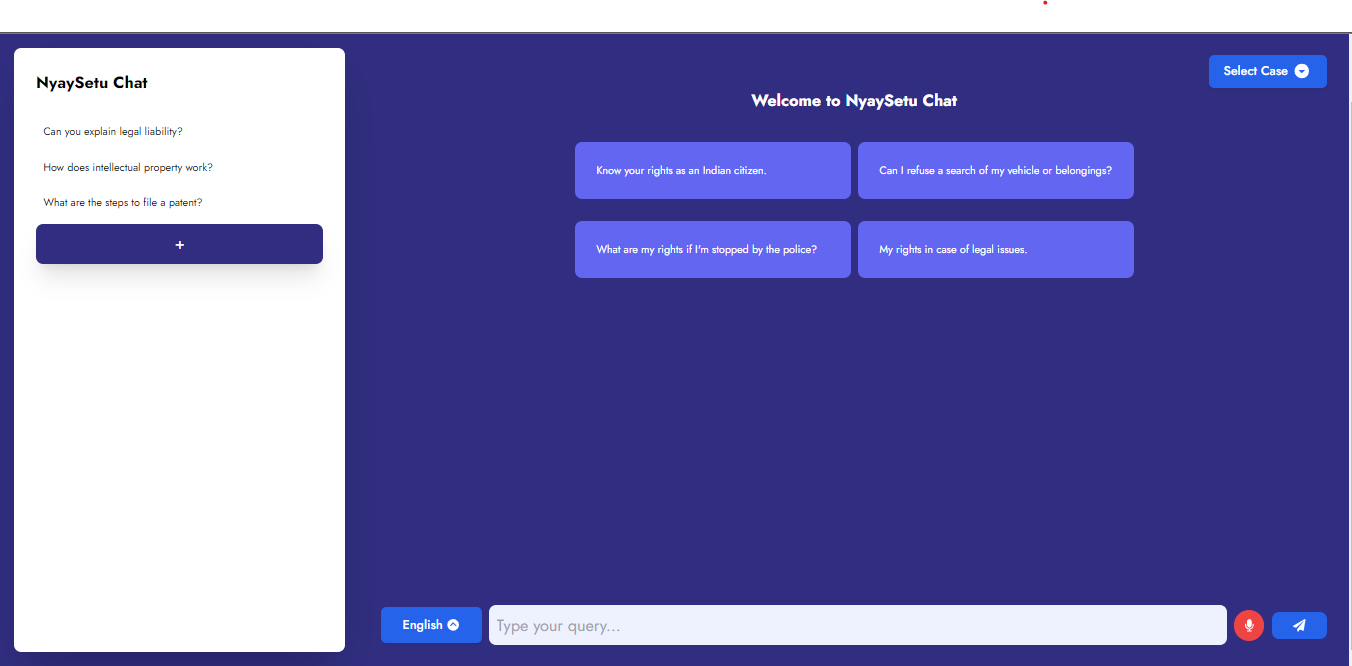 NyaySetu Chat
Can you explain legal liability?
How does intellectual property work?
What are the steps to file a patent?
+
Select Case
Welcome to NyaySetu Chat
Know your rights as an Indian citizen.
Can I refuse a search of my vehicle or belongings?
What are my rights if I'm stopped by the police?
My rights in case of legal issues.
English
Type your query...